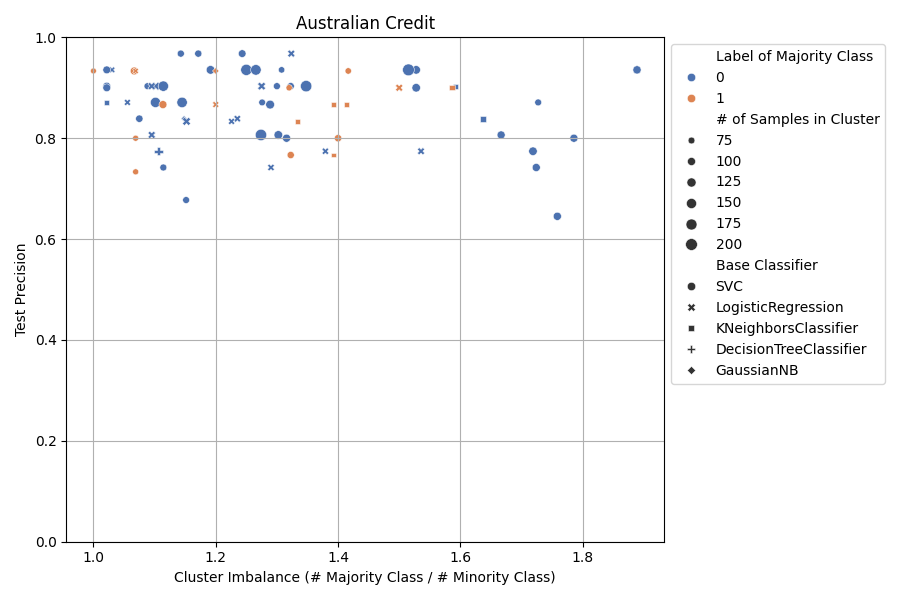 Australian Credit
1.0
0.8
0.6
0.4
0.2
0.0
Test Precision
1.0
1.2
1.4
1.6
1.8
Cluster Imbalance (# Majority Class / # Minority Class)
Label of Majority Class
0
1
# of Samples in Cluster
75
100
125
150
175
200
Base Classifier
SVC
LogisticRegression
KNeighborsClassifier
DecisionTreeClassifier
GaussianNB